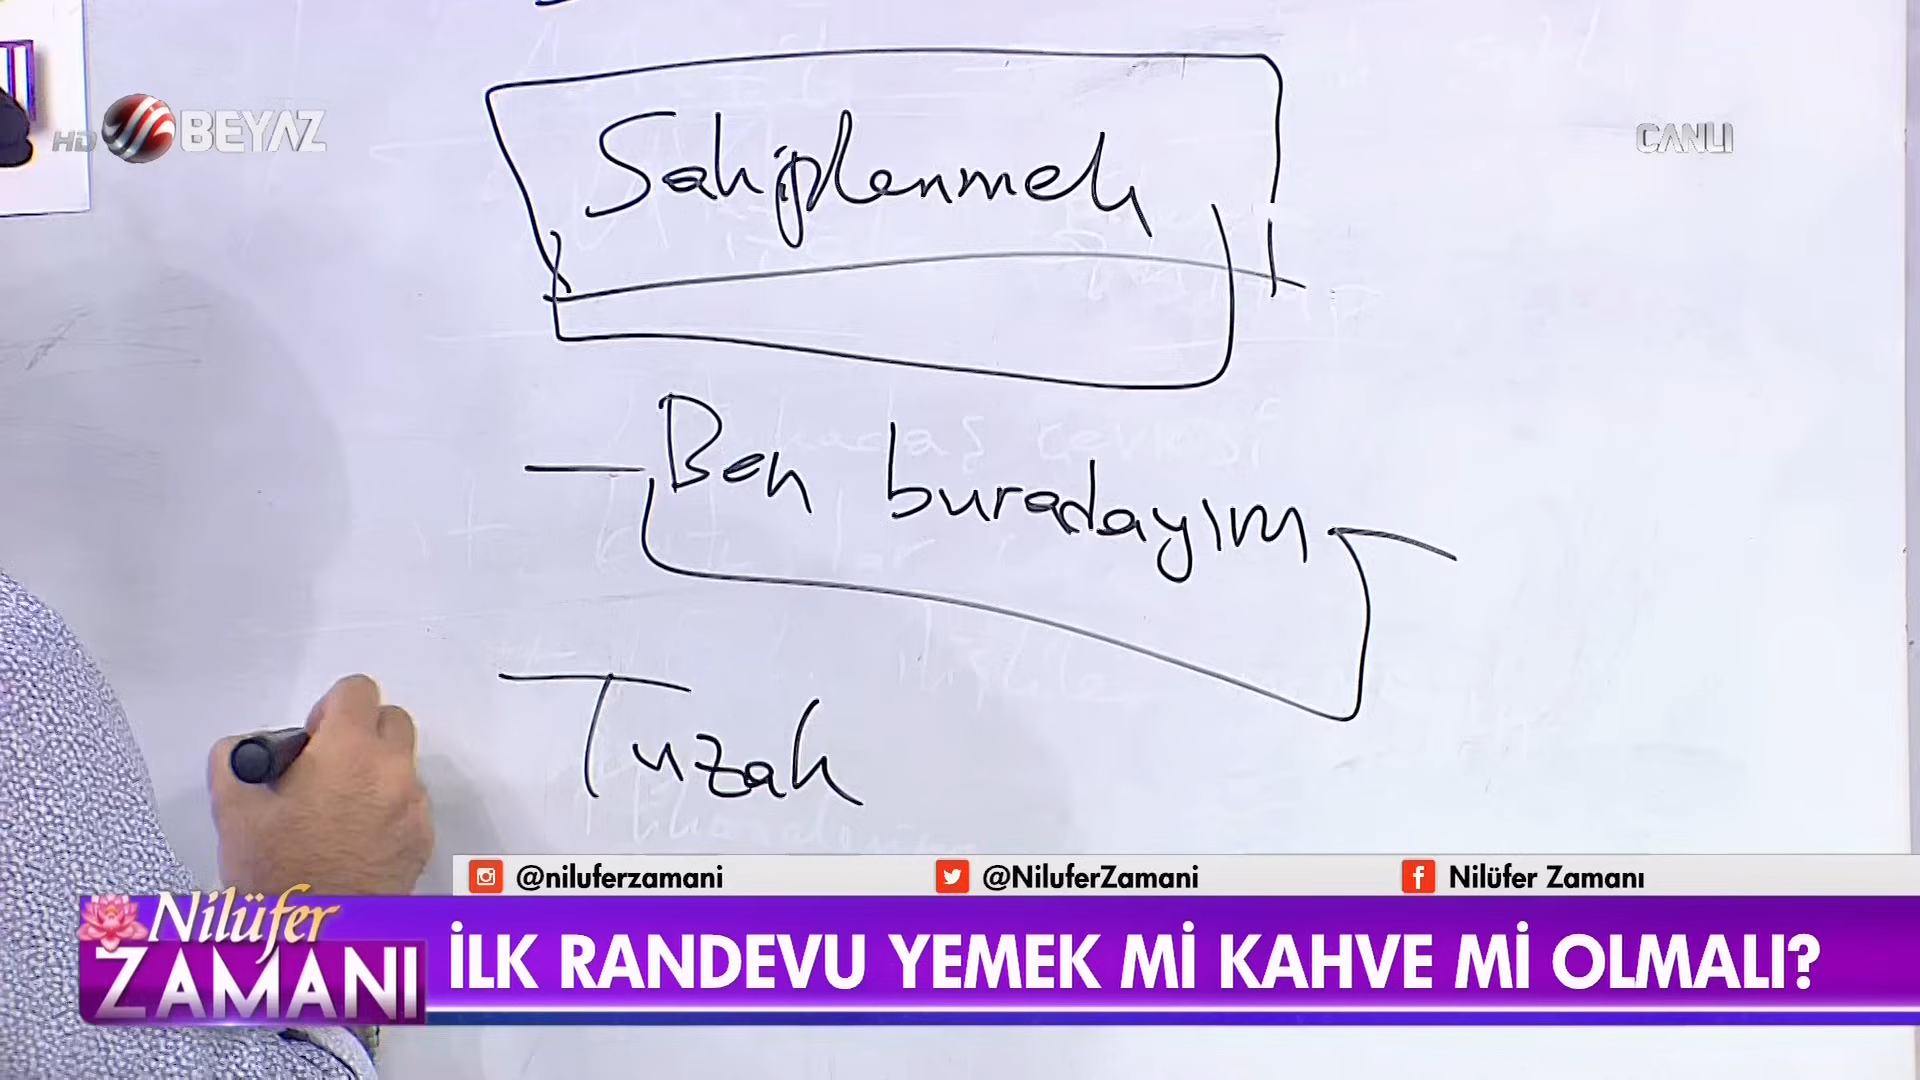 HD BEYAZ
CANLI
Sahiplenmek
Ben buradayım
Tuzak
@niluferzamani
@NiluferZamani
Nilüfer Zamanı
Nilüfer
ZAMANI
İLK RANDEVU YEMEK Mİ KAHVE Mİ OLMALI?